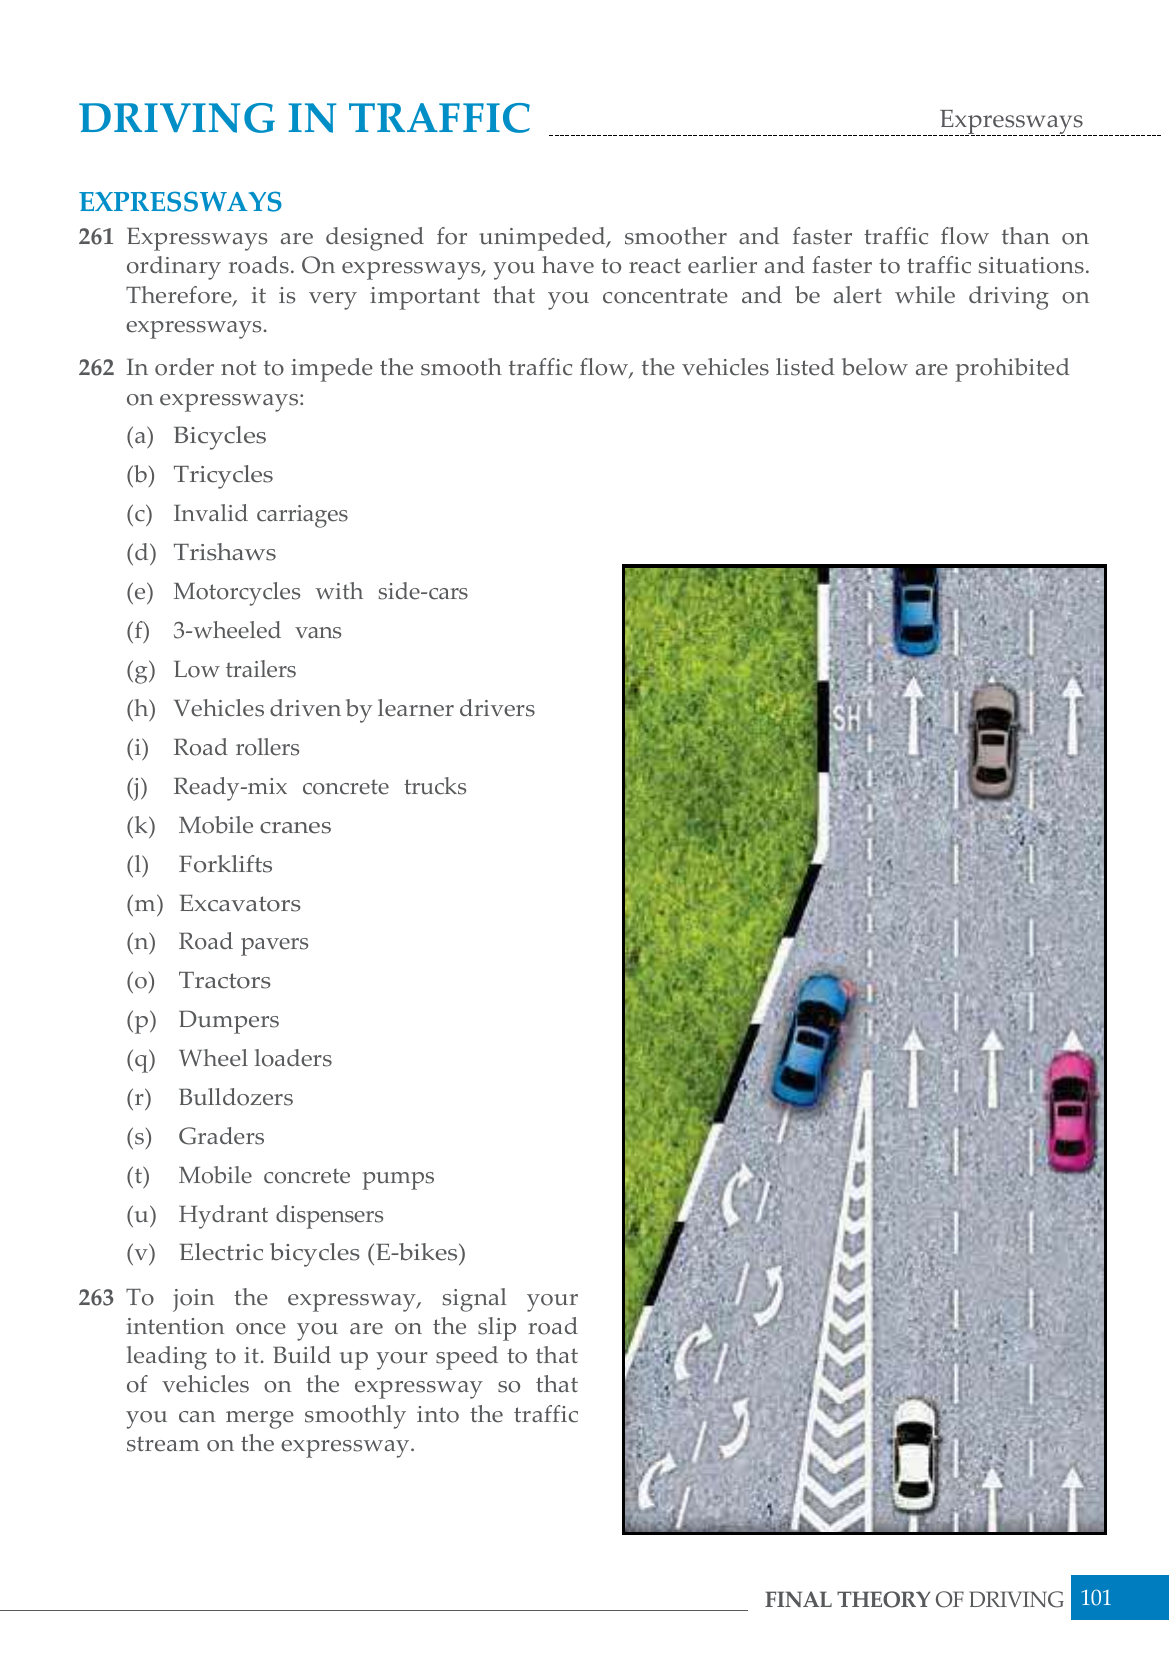 DRIVING IN TRAFFIC
Expressways
EXPRESSWAYS
261 Expressways are designed for unimpeded, smoother and faster traffic flow than on
ordinary roads. On expressways, you have to react earlier and faster to traffic situations.
Therefore, it is very important that you concentrate and be alert while driving on
expressways.
262 In order not to impede the smooth traffic flow, the vehicles listed below are prohibited
on expressways:
(a) Bicycles
(b) Tricycles
(c) Invalid carriages
(d) Trishaws
(e) Motorcycles with side-cars
(f) 3-wheeled vans
(g) Low trailers
(h) Vehicles driven by learner drivers
(i) Road rollers
(j) Ready-mix concrete trucks
(k) Mobile cranes
(l) Forklifts
(m) Excavators
(n) Road pavers
(o) Tractors
(p) Dumpers
(q) Wheel loaders
(r) Bulldozers
(s) Graders
(t) Mobile concrete pumps
(u) Hydrant dispensers
(v) Electric bicycles (E-bikes)
263 To join the expressway, signal your
intention once you are on the slip road
leading to it. Build up your speed to that
of vehicles on the expressway so that
you can merge smoothly into the traffic
stream on the expressway.
SH
FINAL THEORY OF DRIVING 101